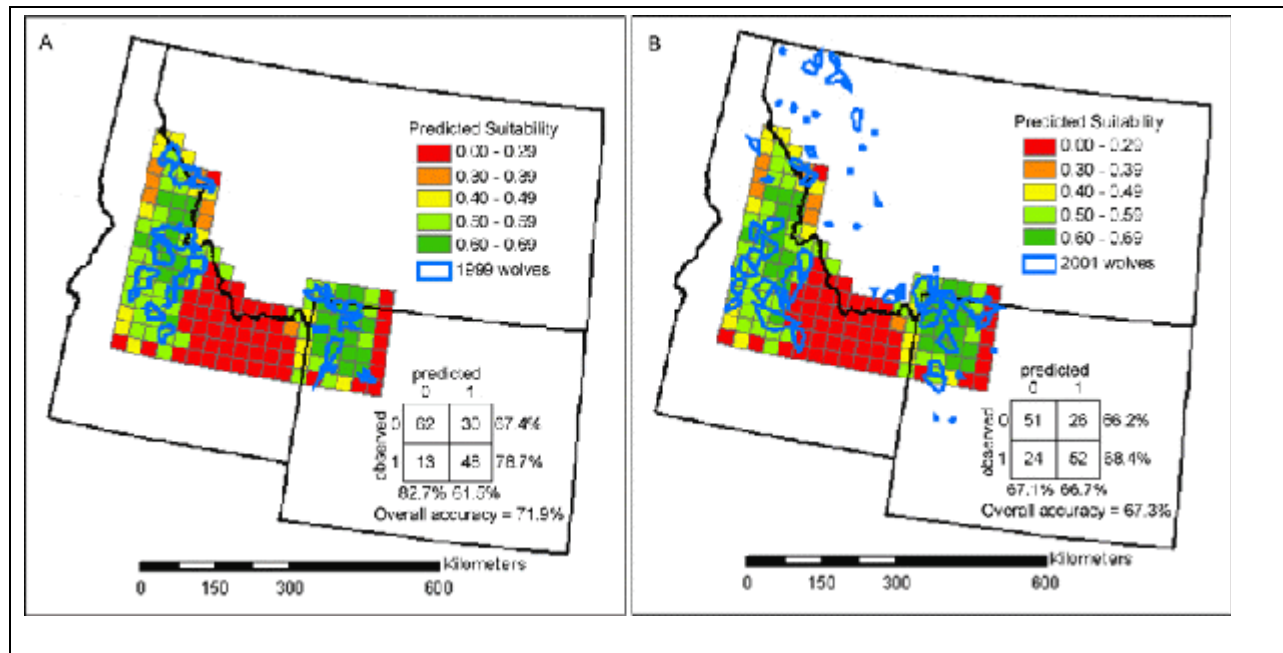 A
Predicted Suitability
0.00 - 0.29
0.30 - 0.39
0.40 - 0.49
0.50 - 0.59
0.60 - 0.69
1999 wolves
predicted
0 1
observed
0 62 30 67.4%
1 13 48 78.7%
82.7% 61.5%
Overall accuracy = 71.9%
kilometers
0 150 300 600
B
Predicted Suitability
0.00 - 0.29
0.30 - 0.39
0.40 - 0.49
0.50 - 0.59
0.60 - 0.69
2001 wolves
predicted
0 1
observed
0 51 26 66.2%
1 24 52 68.4%
67.1% 66.7%
Overall accuracy = 67.3%
kilometers
0 150 300 600